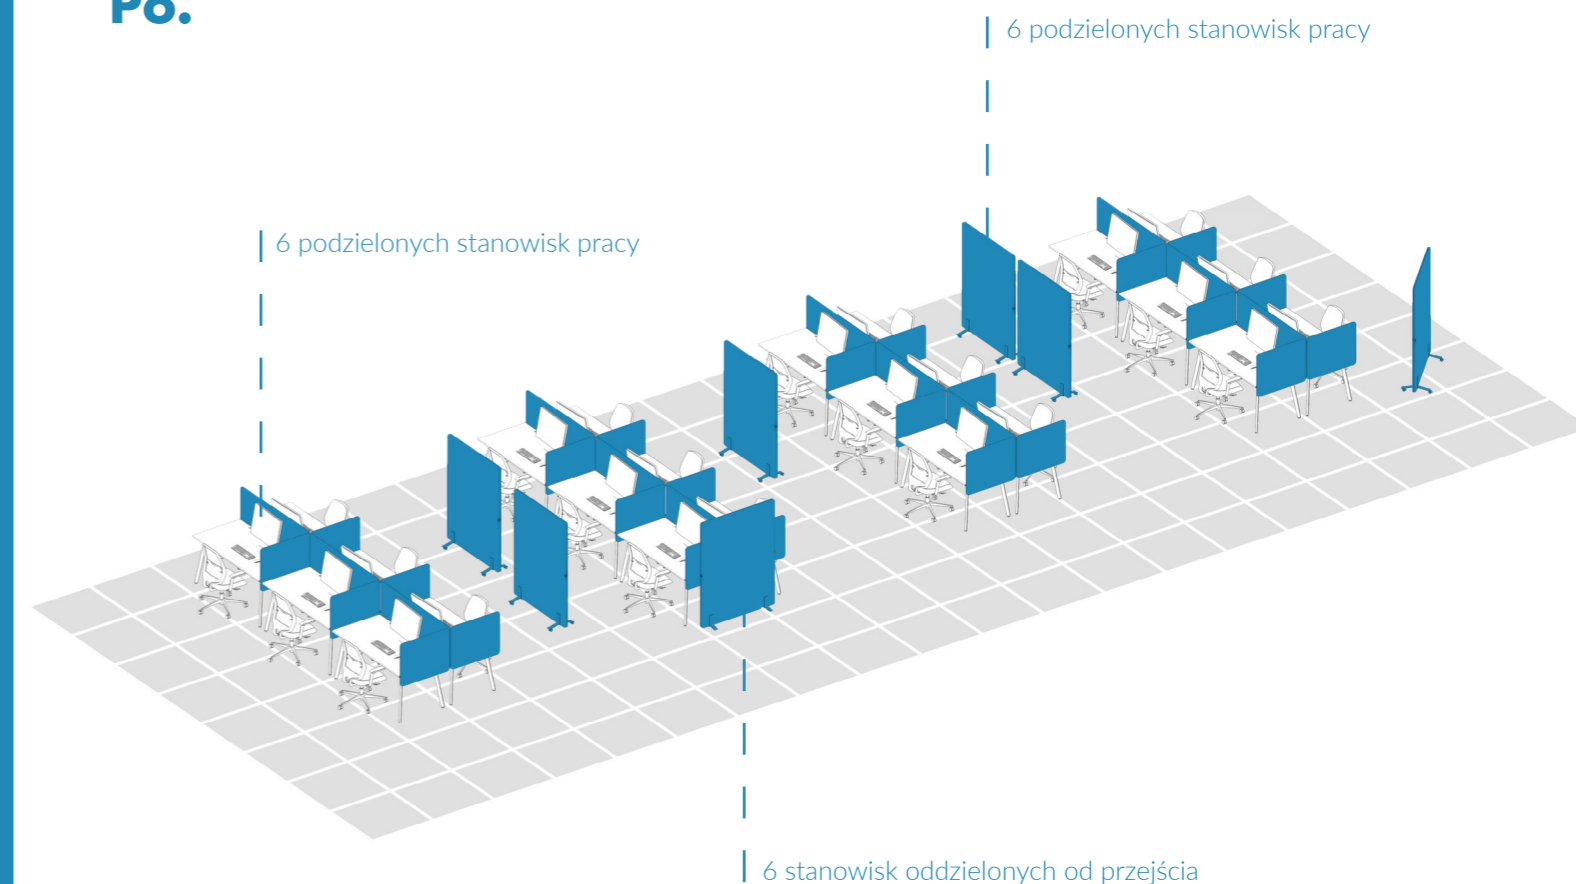 Po.
6 podzielonych stanowisk pracy
6 podzielonych stanowisk pracy
6 stanowisk oddzielonych od przejścia